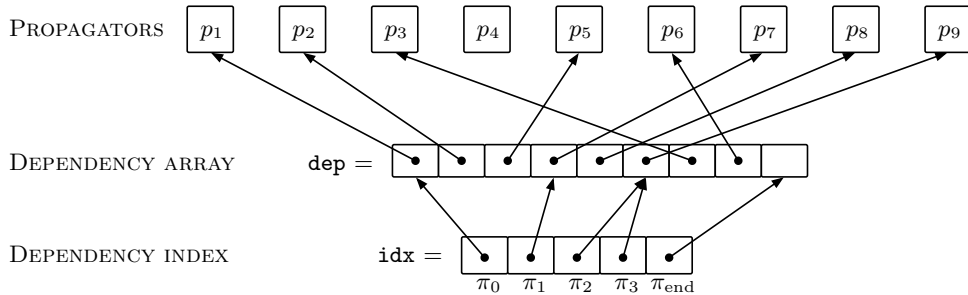 PROPAGATORS p1 p2 p3 p4 p5 p6 p7 p8 p9
DEPENDENCY ARRAY dep =
DEPENDENCY INDEX idx =
π0 π1 π2 π3 πend